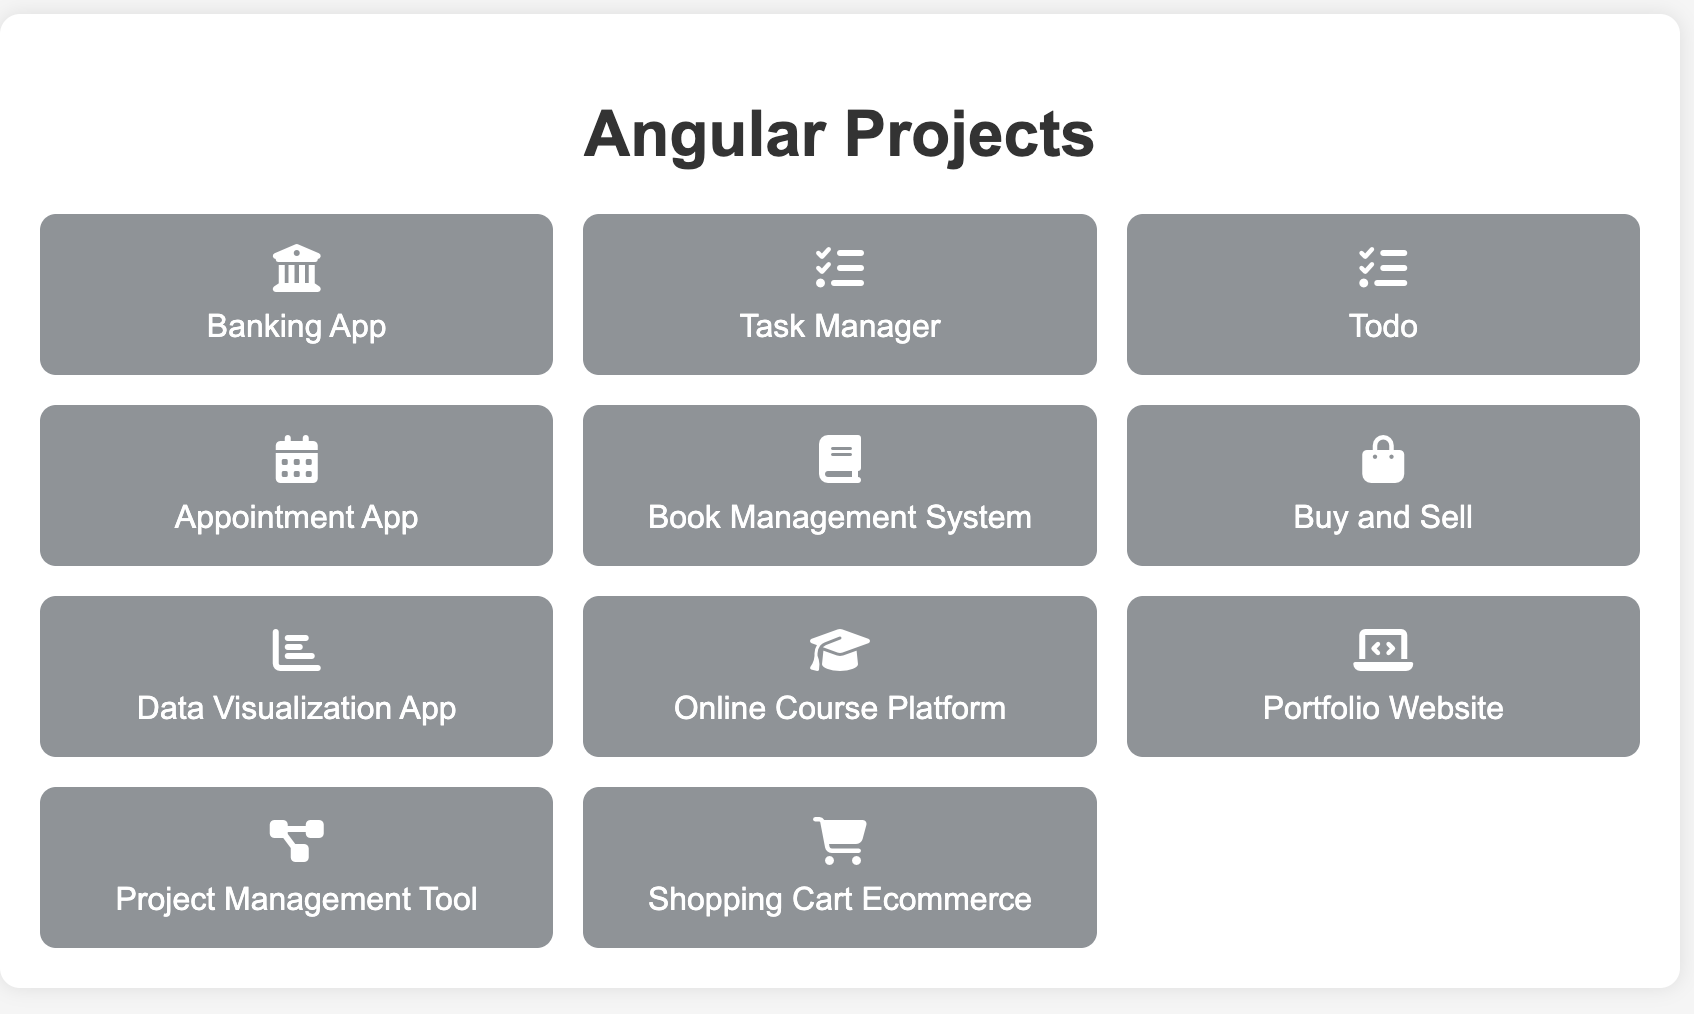 Angular Projects
Banking App
Task Manager
Todo
Appointment App
Book Management System
Buy and Sell
Data Visualization App
Online Course Platform
Portfolio Website
Project Management Tool
Shopping Cart Ecommerce